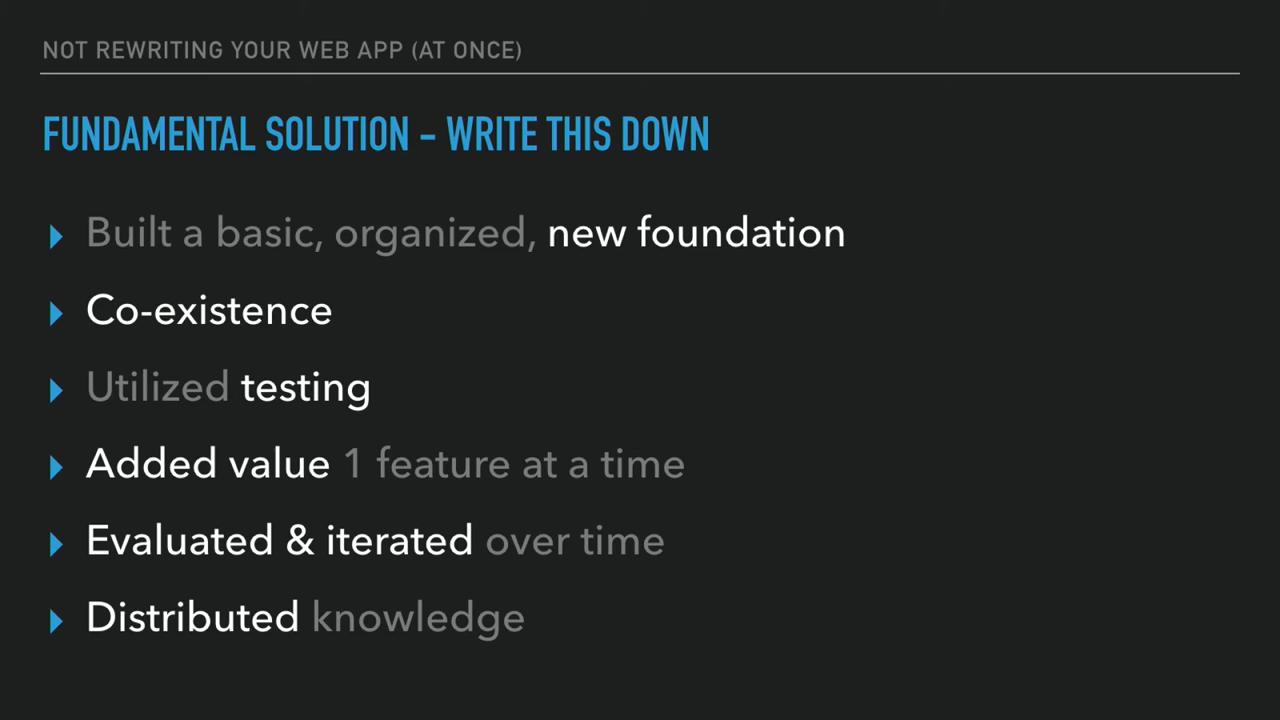 NOT REWRITING YOUR WEB APP (AT ONCE)
FUNDAMENTAL SOLUTION - WRITE THIS DOWN
Built a basic, organized, new foundation
Co-existence
Utilized testing
Added value 1 feature at a time
Evaluated & iterated over time
Distributed knowledge